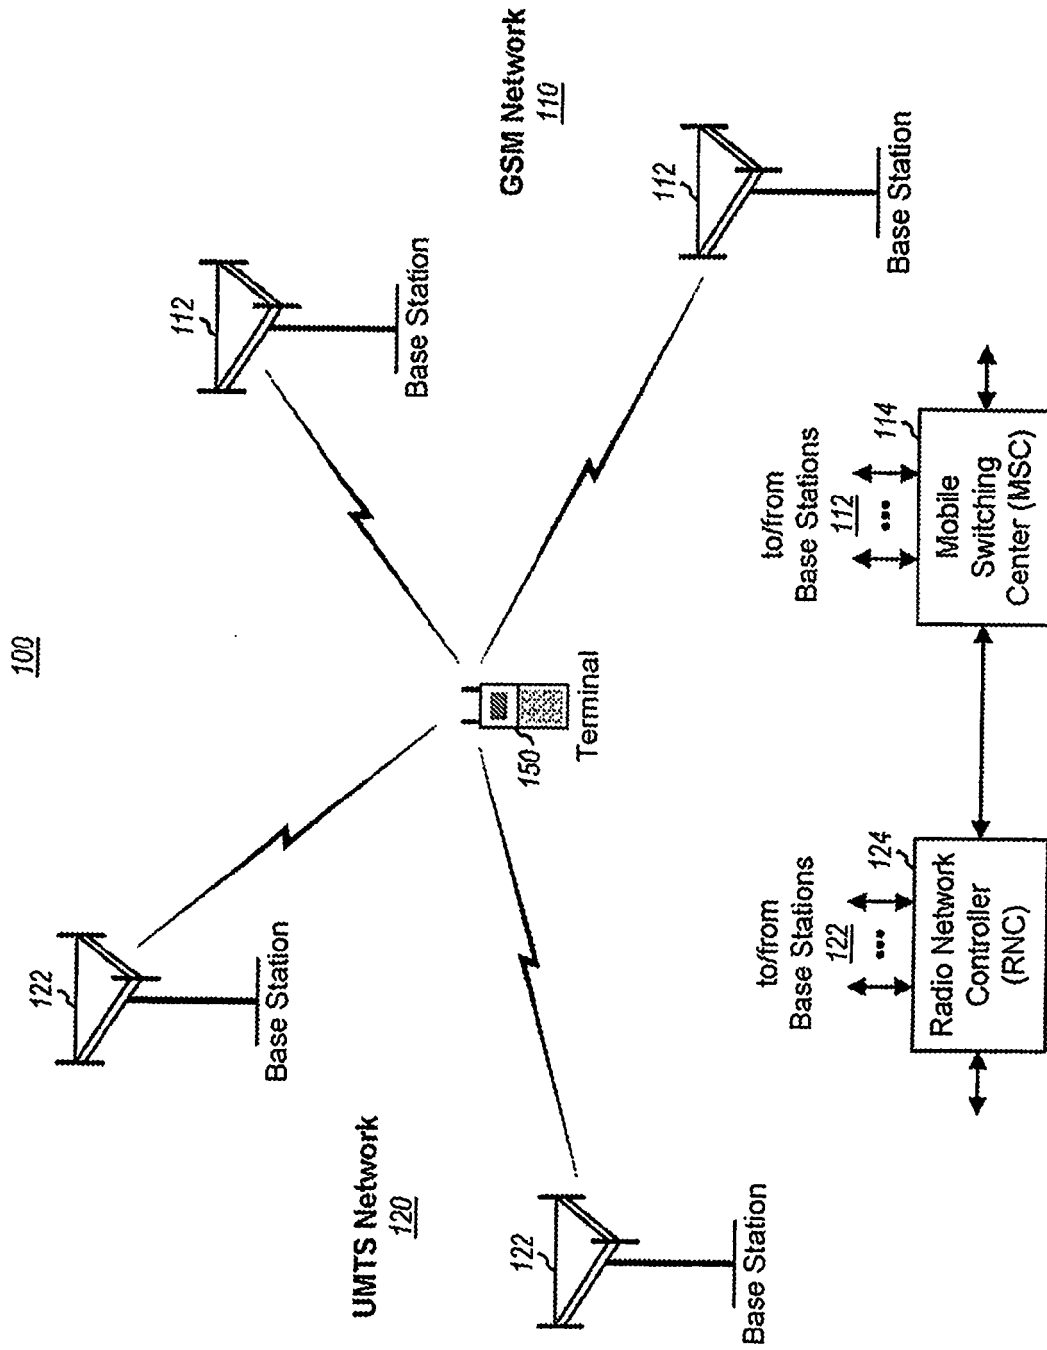 100
122
Base Station
112
Base Station
UMTS Network
120
GSM Network
110
122
Base Station
150
Terminal
112
Base Station
to/from
Base Stations
122
•••
124
Radio Network
Controller
(RNC)
to/from
Base Stations
112
•••
114
Mobile
Switching
Center (MSC)